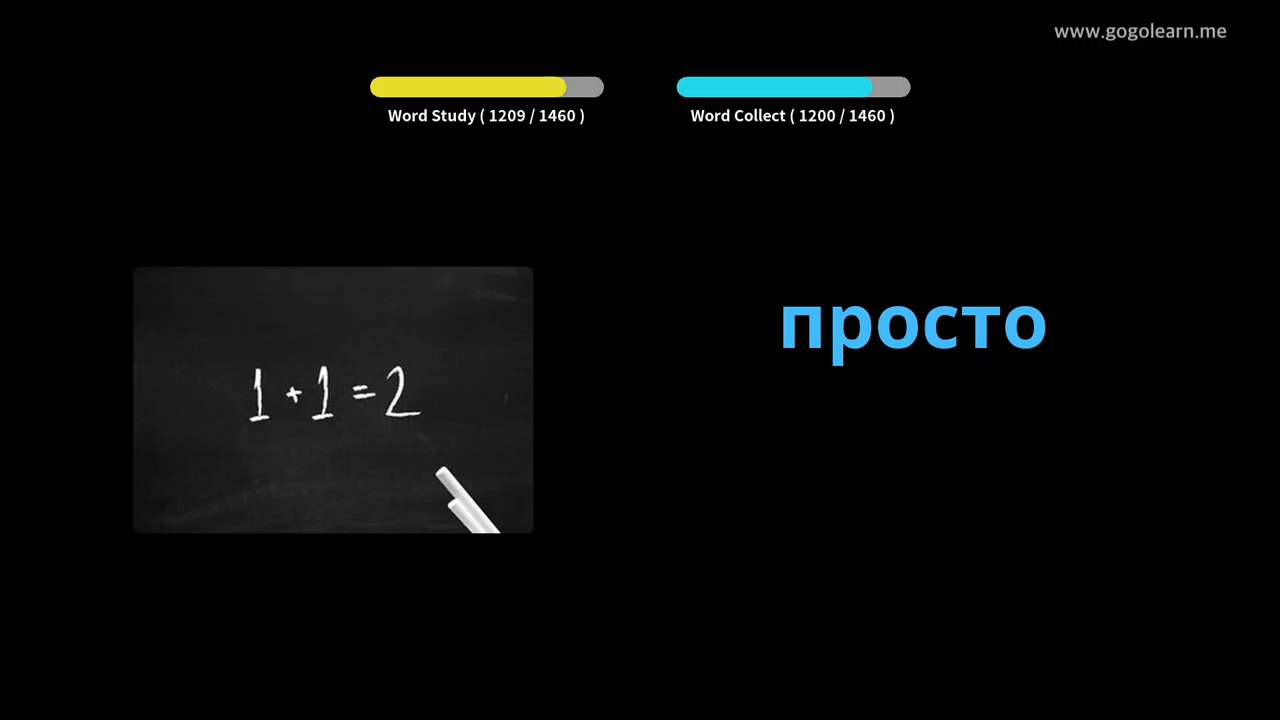 www.gogolearn.me
Word Study ( 1209 / 1460 )
Word Collect ( 1200 / 1460 )
просто
1 + 1 = 2